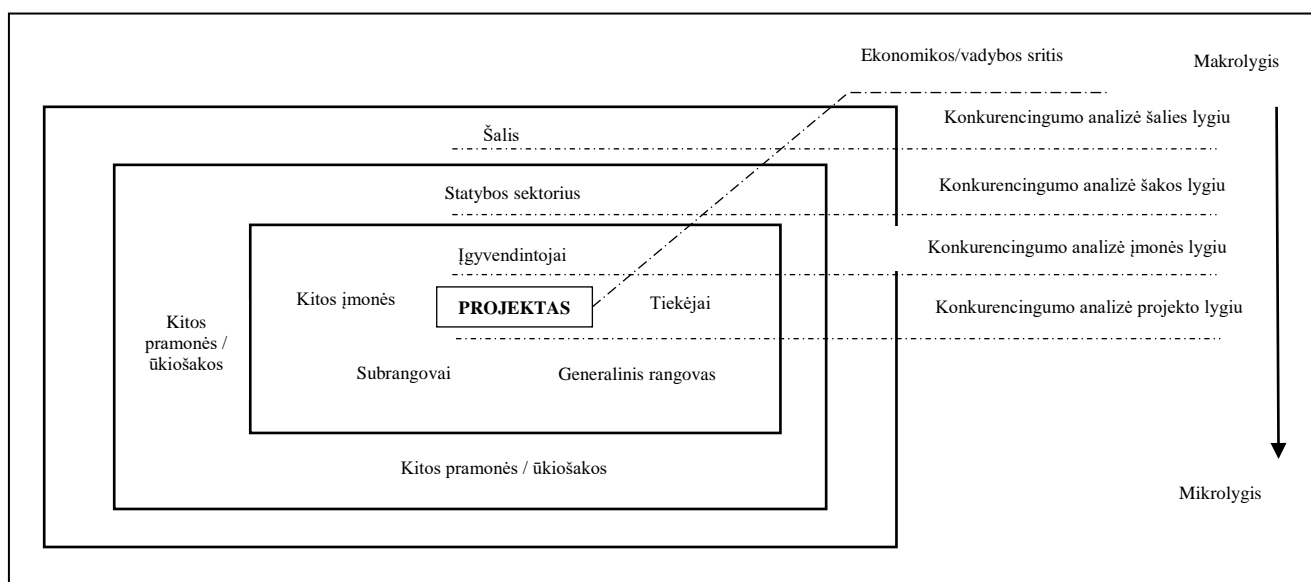 Ekonomikos/vadybos sritis
Makrolygis
Konkurencingumo analizė šalies lygiu
Šalis
Konkurencingumo analizė šakos lygiu
Statybos sektorius
Konkurencingumo analizė įmonės lygiu
Įgyvendintojai
Kitos įmonės
PROJEKTAS
Tiekėjai
Konkurencingumo analizė projekto lygiu
Kitos
pramonės /
ūkiošakos
Subrangovai
Generalinis rangovas
Kitos pramonės / ūkiošakos
Mikrolygis